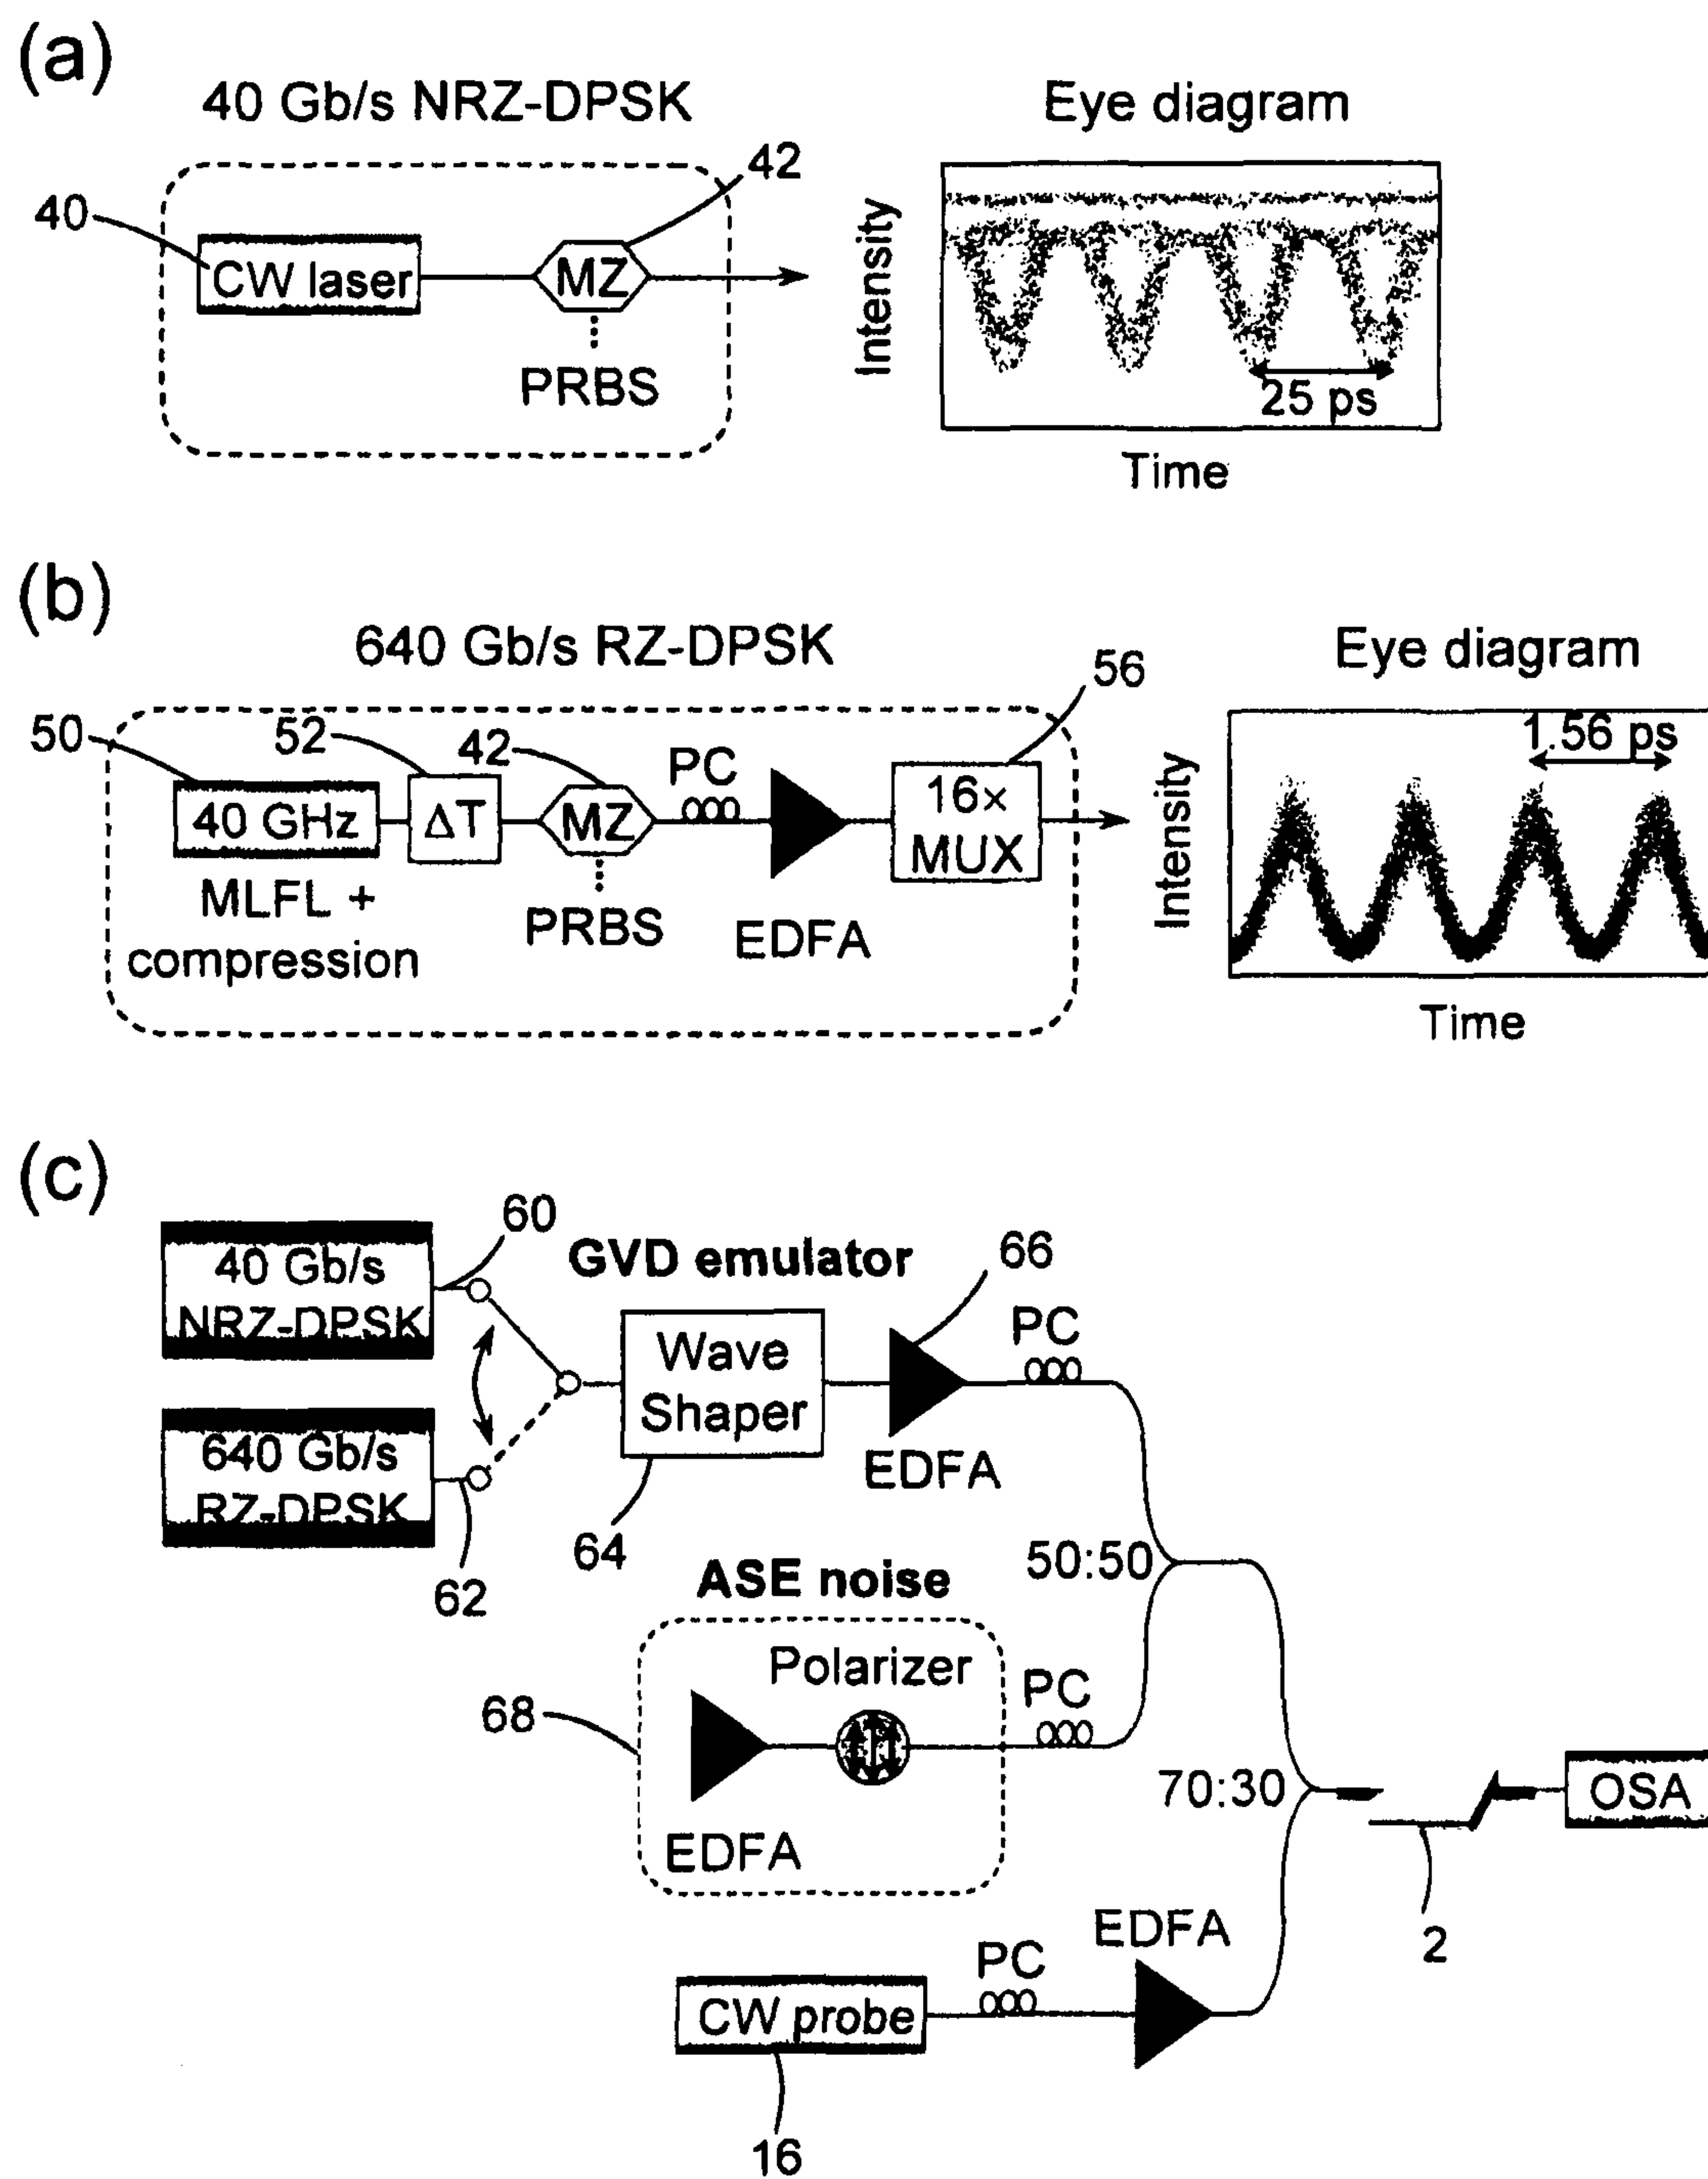 (a)
40 Gb/s NRZ-DPSK
Eye diagram
42
40
CW laser
MZ
PRBS
Intensity
25 ps
Time
(b)
640 Gb/s RZ-DPSK
Eye diagram
56
50
52
42
PC
1.56 ps
40 GHz
ΔT
MZ
16×
MUX
MLFL +
compression
PRBS
EDFA
Intensity
Time
(c)
60
40 Gb/s
NRZ-DPSK
GVD emulator
66
PC
Wave
Shaper
640 Gb/s
RZ-DPSK
EDFA
62
64
50:50
ASE noise
Polarizer
PC
68
EDFA
70:30
OSA
2
EDFA
PC
CW probe
16